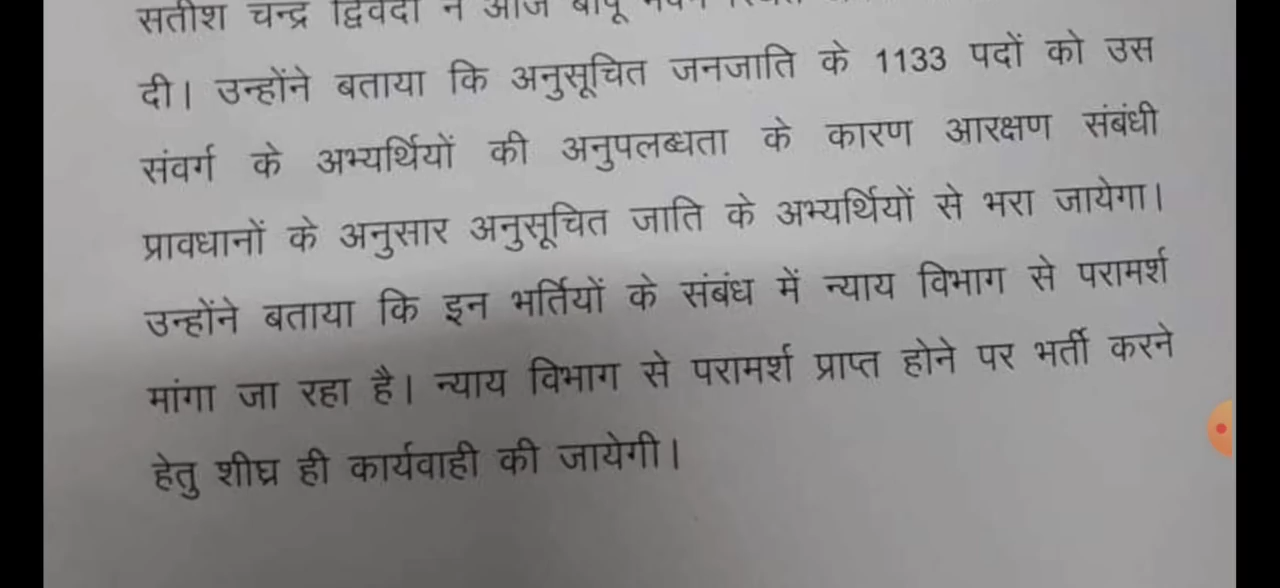 सतीश चन्द्र द्विवेदी ने आज बापू भवन स्थित
दी। उन्होंने बताया कि अनुसूचित जनजाति के 1133 पदों को उस
संवर्ग के अभ्यर्थियों की अनुपलब्धता के कारण आरक्षण संबंधी
प्रावधानों के अनुसार अनुसूचित जाति के अभ्यर्थियों से भरा जायेगा।
उन्होंने बताया कि इन भर्तियों के संबंध में न्याय विभाग से परामर्श
मांगा जा रहा है। न्याय विभाग से परामर्श प्राप्त होने पर भर्ती करने
हेतु शीघ्र ही कार्यवाही की जायेगी।